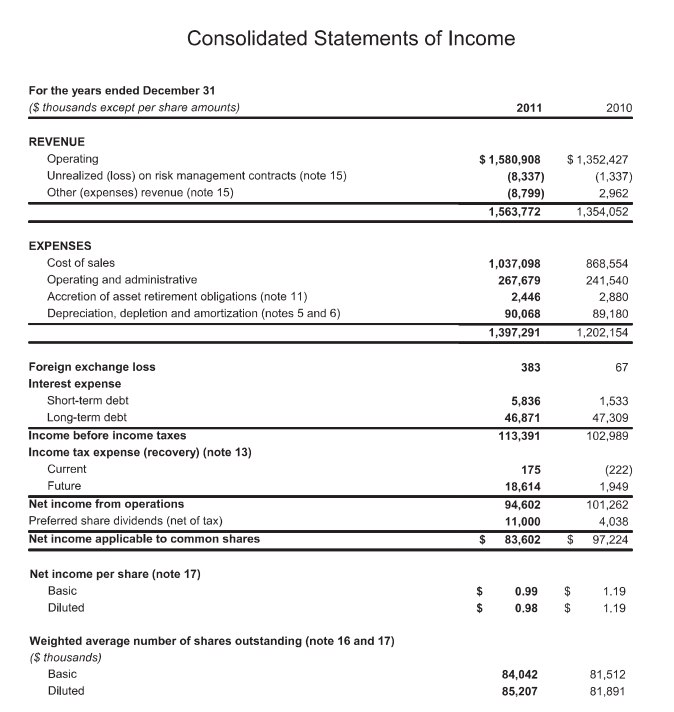 Consolidated Statements of Income
For the years ended December 31
($ thousands except per share amounts) 2011 2010
REVENUE
Operating $ 1,580,908 $ 1,352,427
Unrealized (loss) on risk management contracts (note 15) (8,337) (1,337)
Other (expenses) revenue (note 15) (8,799) 2,962
1,563,772 1,354,052
EXPENSES
Cost of sales 1,037,098 868,554
Operating and administrative 267,679 241,540
Accretion of asset retirement obligations (note 11) 2,446 2,880
Depreciation, depletion and amortization (notes 5 and 6) 90,068 89,180
1,397,291 1,202,154
Foreign exchange loss 383 67
Interest expense
Short-term debt 5,836 1,533
Long-term debt 46,871 47,309
Income before income taxes 113,391 102,989
Income tax expense (recovery) (note 13)
Current 175 (222)
Future 18,614 1,949
Net income from operations 94,602 101,262
Preferred share dividends (net of tax) 11,000 4,038
Net income applicable to common shares $ 83,602 $ 97,224
Net income per share (note 17)
Basic $ 0.99 $ 1.19
Diluted $ 0.98 $ 1.19
Weighted average number of shares outstanding (note 16 and 17)
($ thousands)
Basic 84,042 81,512
Diluted 85,207 81,891